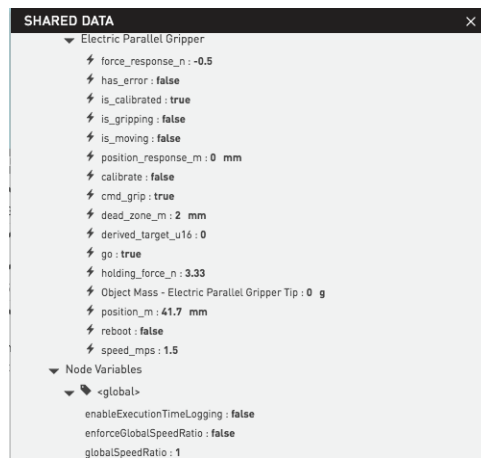 SHARED DATA
Electric Parallel Gripper
force_response_n : -0.5
has_error : false
is_calibrated : true
is_gripping : false
is_moving : false
position_response_m : 0 mm
calibrate : false
cmd_grip : true
dead_zone_m : 2 mm
derived_target_u16 : 0
go : true
holding_force_n : 3.33
Object Mass - Electric Parallel Gripper Tip : 0 g
position_m : 41.7 mm
reboot : false
speed_mps : 1.5
Node Variables
<global>
enableExecutionTimeLogging : false
enforceGlobalSpeedRatio : false
globalSpeedRatio : 1